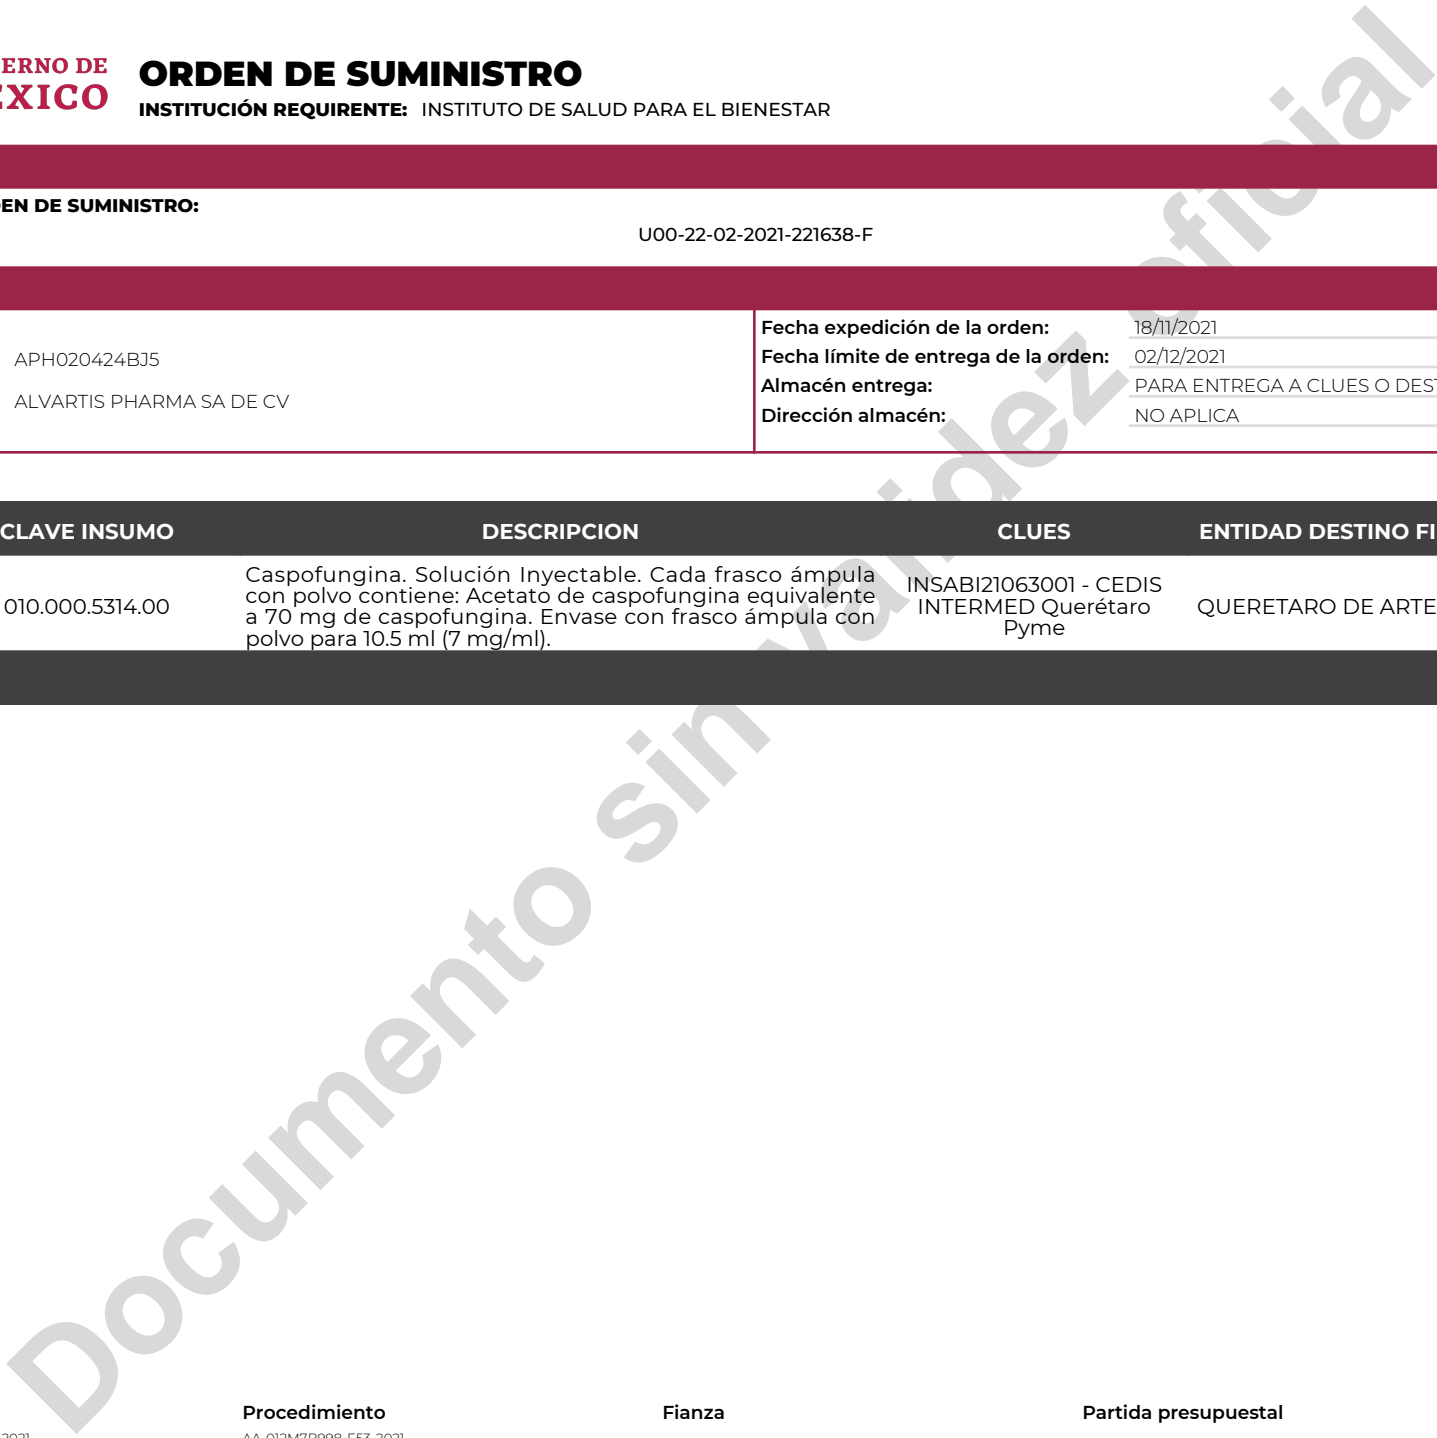 ERNO DE
EXICO
ORDEN DE SUMINISTRO
INSTITUCIÓN REQUIRENTE: INSTITUTO DE SALUD PARA EL BIENESTAR
EN DE SUMINISTRO:
U00-22-02-2021-221638-F
APH020424BJ5
ALVARTIS PHARMA SA DE CV
Fecha expedición de la orden: 18/11/2021
Fecha límite de entrega de la orden: 02/12/2021
Almacén entrega: PARA ENTREGA A CLUES O DEST
Dirección almacén: NO APLICA
CLAVE INSUMO DESCRIPCION CLUES ENTIDAD DESTINO FI
010.000.5314.00
Caspofungina. Solución Inyectable. Cada frasco ámpula
con polvo contiene: Acetato de caspofungina equivalente
a 70 mg de caspofungina. Envase con frasco ámpula con
polvo para 10.5 ml (7 mg/ml).
INSABI21063001 - CEDIS
INTERMED Querétaro
Pyme
QUERETARO DE ARTE
Documento sin validez oficial
Procedimiento Fianza Partida presupuestal